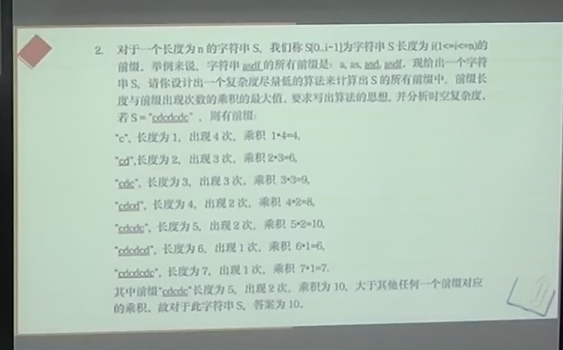 2. 对于一个长度为 n 的字符串 S，我们称 S[0..i-1]为字符串 S 长度为 i(1<=i<=n)的
前缀。举例来说，字符串 asdf 的所有前缀是：a, as, asd, asdf。现给出一个字符
串 S，请你设计出一个复杂度尽量低的算法来计算出 S 的所有前缀中，前缀长
度与前缀出现次数的乘积的最大值。要求写出算法的思想，并分析时空复杂度。
若 S = "cdcdcdc" ，则有前缀：
"c", 长度为 1，出现 4 次，乘积 1*4=4,
"cd",长度为 2，出现 3 次，乘积 2*3=6,
"cdc", 长度为 3，出现 3 次，乘积 3*3=9,
"cdcd", 长度为 4，出现 2 次，乘积 4*2=8,
"cdcdc", 长度为 5，出现 2 次，乘积 5*2=10,
"cdcdcd", 长度为 6，出现 1 次，乘积 6*1=6,
"cdcdcdc", 长度为 7，出现 1 次，乘积 7*1=7.
其中前缀"cdcdc"长度为 5，出现 2 次，乘积为 10，大于其他任何一个前缀对应
的乘积。故对于此字符串 S，答案为 10。